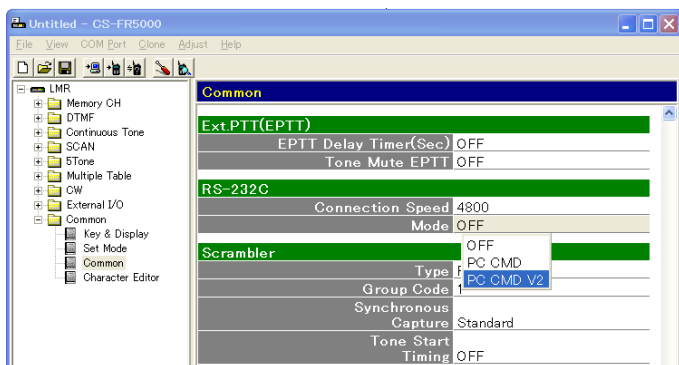 Untitled - CS-FR5000
File View COM Port Clone Adjust Help
LMR
Memory CH
DTMF
Continuous Tone
SCAN
5Tone
Multiple Table
CW
External I/O
Common
Key & Display
Set Mode
Common
Character Editor
Common
Ext.PTT(EPTT)
EPTT Delay Timer(Sec) OFF
Tone Mute EPTT OFF
RS-232C
Connection Speed 4800
Mode OFF
OFF
PC CMD
PC CMD V2
Scrambler
Type
Group Code 1
Synchronous
Capture Standard
Tone Start
Timing OFF